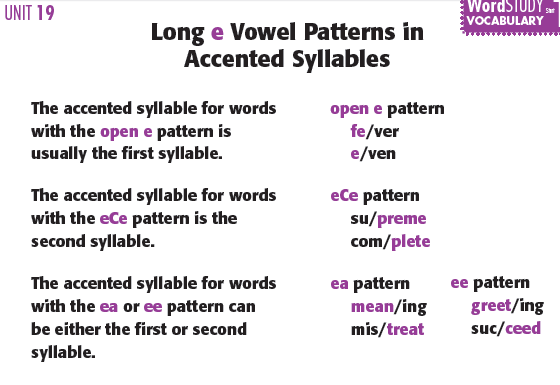 UNIT 19
WordSTUDY
VOCABULARY
Long e Vowel Patterns in
Accented Syllables
The accented syllable for words
with the open e pattern is
usually the first syllable.
open e pattern
fe/ver
e/ven
The accented syllable for words
with the eCe pattern is the
second syllable.
eCe pattern
su/preme
com/plete
The accented syllable for words
with the ea or ee pattern can
be either the first or second
syllable.
ea pattern
mean/ing
mis/treat
ee pattern
greet/ing
suc/ceed